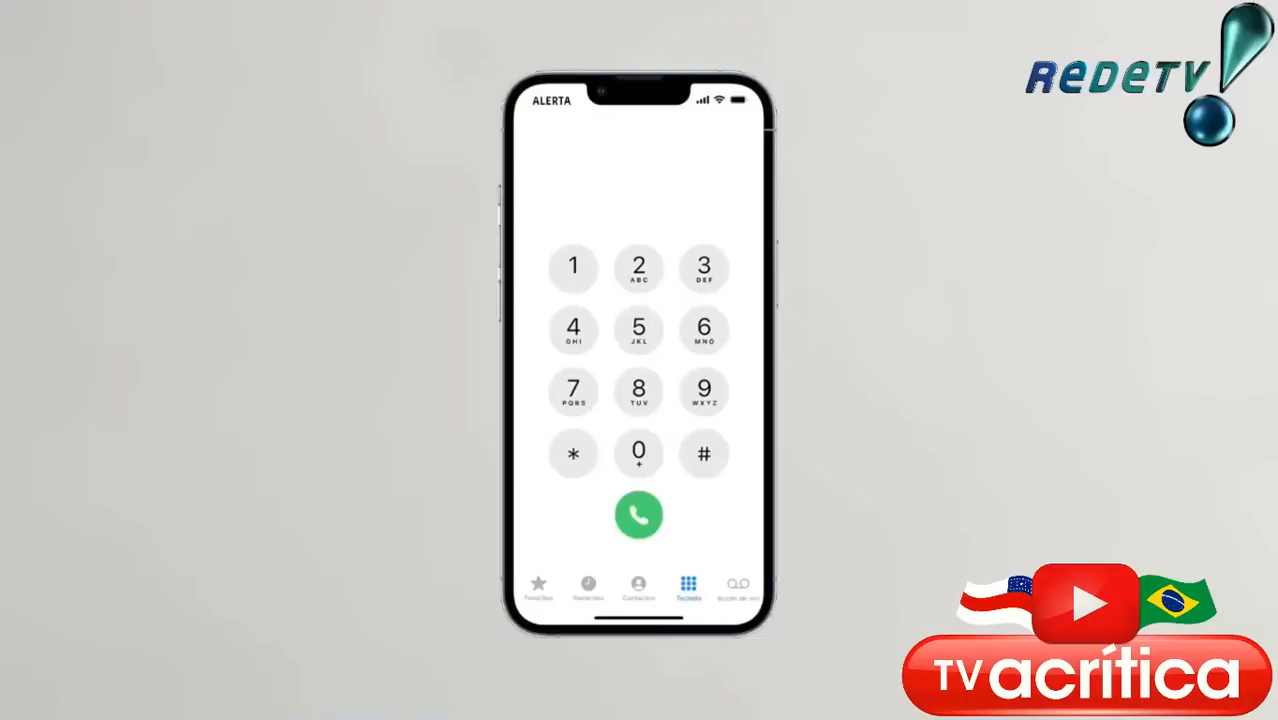 REDETV!
ALERTA
1
2
ABC
3
DEF
4
GHI
5
JKL
6
MNO
7
PQRS
8
TUV
9
WXYZ
*
0
+
#
Teclado
TV acrítica